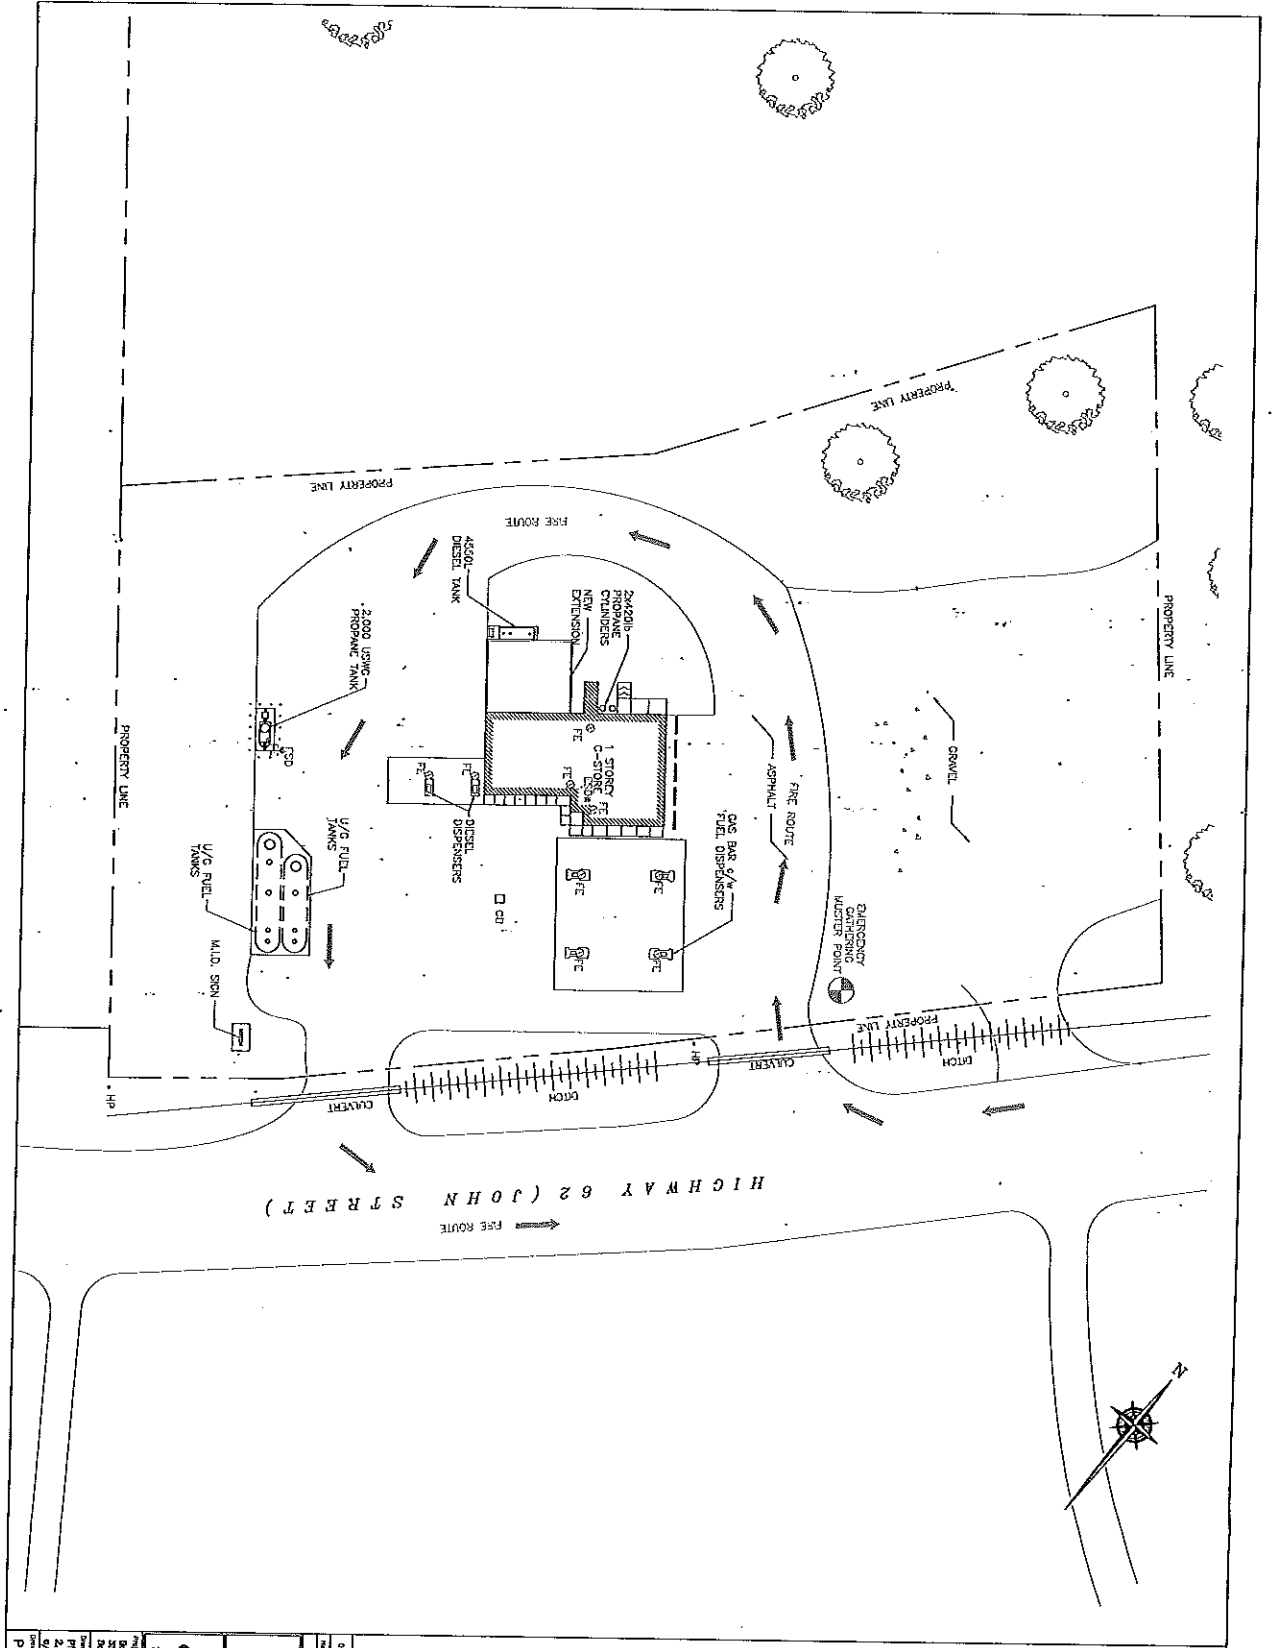 PROPERTY LINE
PROPERTY LINE
FIRE ROUTE
4550L
DIESEL TANK
2x420lb
PROPANE
CYLINDERS
NEW
EXTENSION
PROPERTY LINE
2,000 USWG
PROPANE TANK
ESD
PROPERTY LINE
FE
1 STOREY
C-STORE
FE
FE
FE
FE
DIESEL
DISPENSERS
ASPHALT
FIRE ROUTE
GRAVEL
GAS BAR c/w
FUEL DISPENSERS
FE
FE
FE
FE
U/G FUEL
TANKS
U/G FUEL
TANKS
M.I.D. SIGN
EMERGENCY
GATHERING
MUSTER POINT
PROPERTY LINE
HP
HP
CULVERT
DITCH
CULVERT
DITCH
HIGHWAY 62 (JOHN STREET)
FIRE ROUTE
N